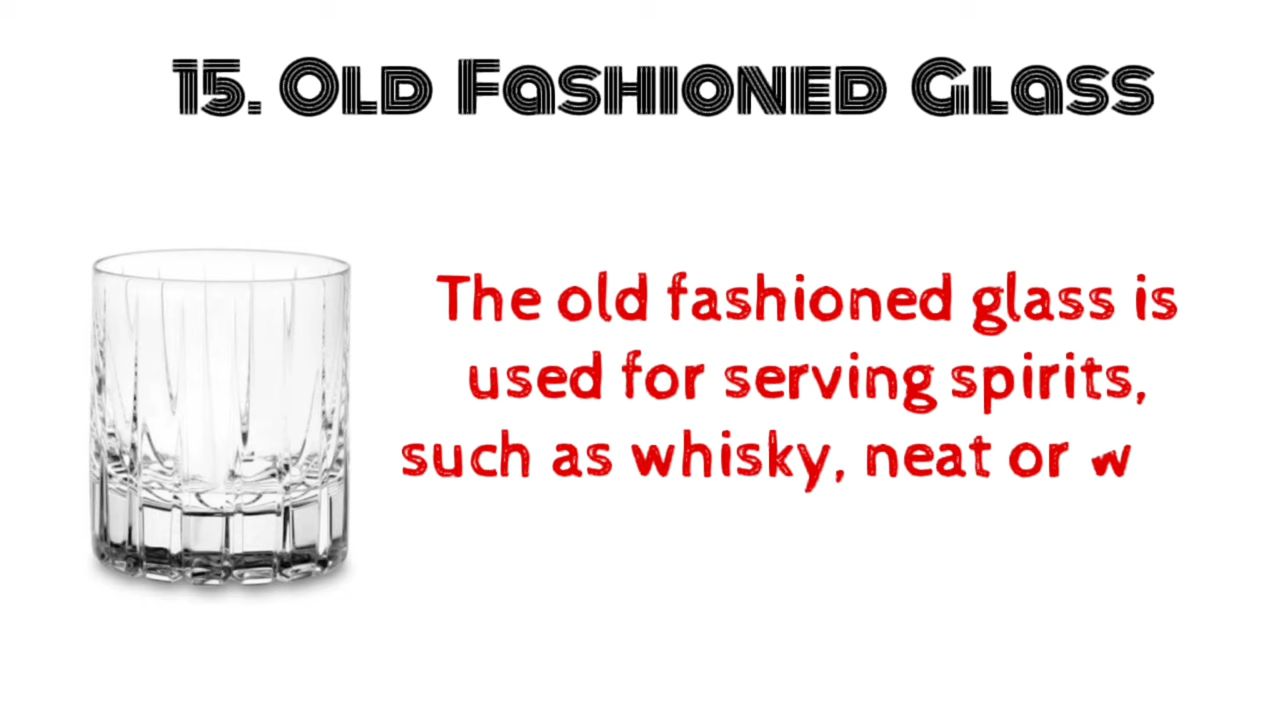 15. Old Fashioned Glass
The old fashioned glass is
used for serving spirits,
such as whisky, neat or w